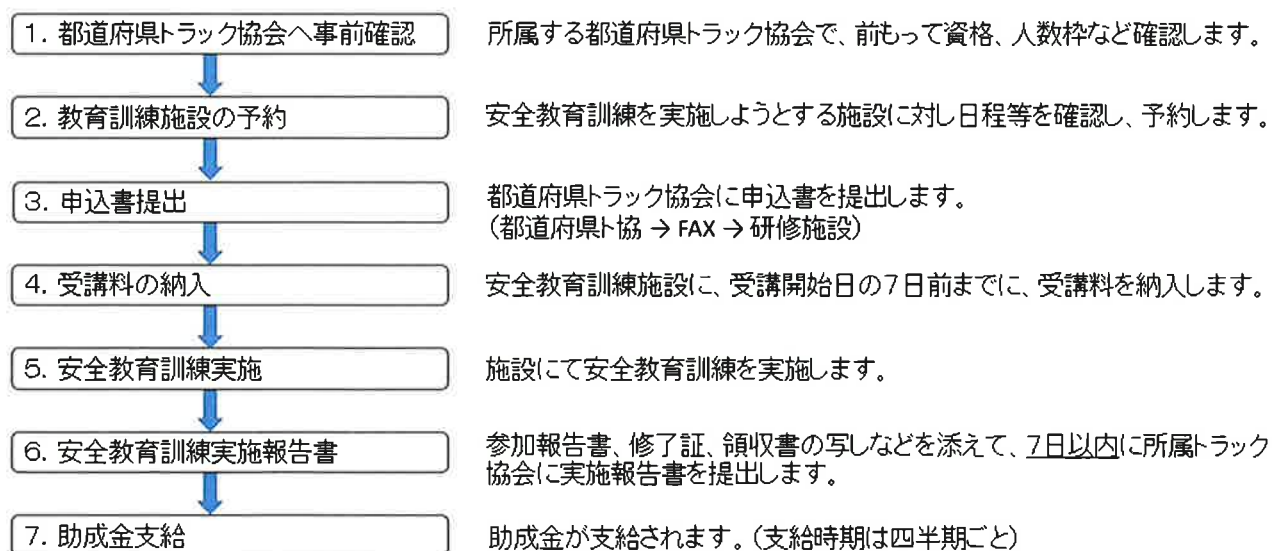 1. 都道府県トラック協会へ事前確認
所属する都道府県トラック協会で、前もって資格、人数枠など確認します。
2. 教育訓練施設の予約
安全教育訓練を実施しようとする施設に対し日程等を確認し、予約します。
3. 申込書提出
都道府県トラック協会に申込書を提出します。
(都道府県ト協 → FAX → 研修施設)
4. 受講料の納入
安全教育訓練施設に、受講開始日の7日前までに、受講料を納入します。
5. 安全教育訓練実施
施設にて安全教育訓練を実施します。
6. 安全教育訓練実施報告書
参加報告書、修了証、領収書の写しなどを添えて、7日以内に所属トラック
協会に実施報告書を提出します。
7. 助成金支給
助成金が支給されます。(支給時期は四半期ごと)